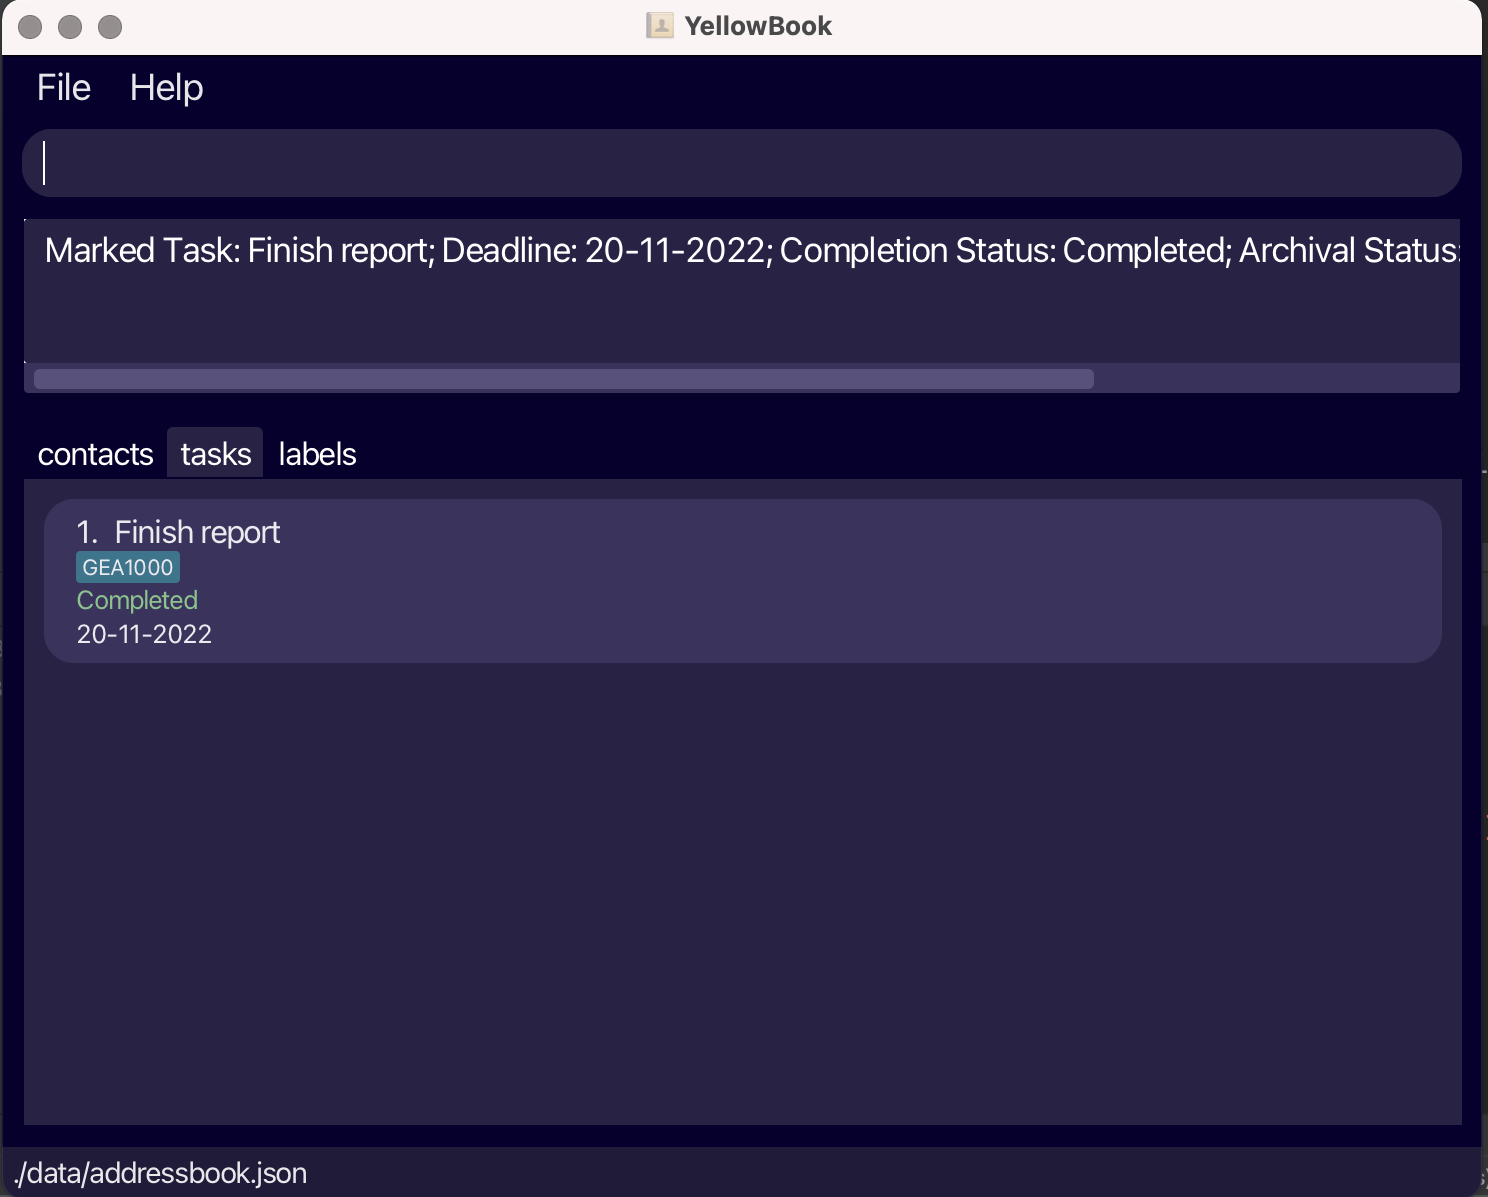 YellowBook
File Help
Marked Task: Finish report; Deadline: 20-11-2022; Completion Status: Completed; Archival Status:
contacts tasks labels
1. Finish report
GEA1000
Completed
20-11-2022
./data/addressbook.json